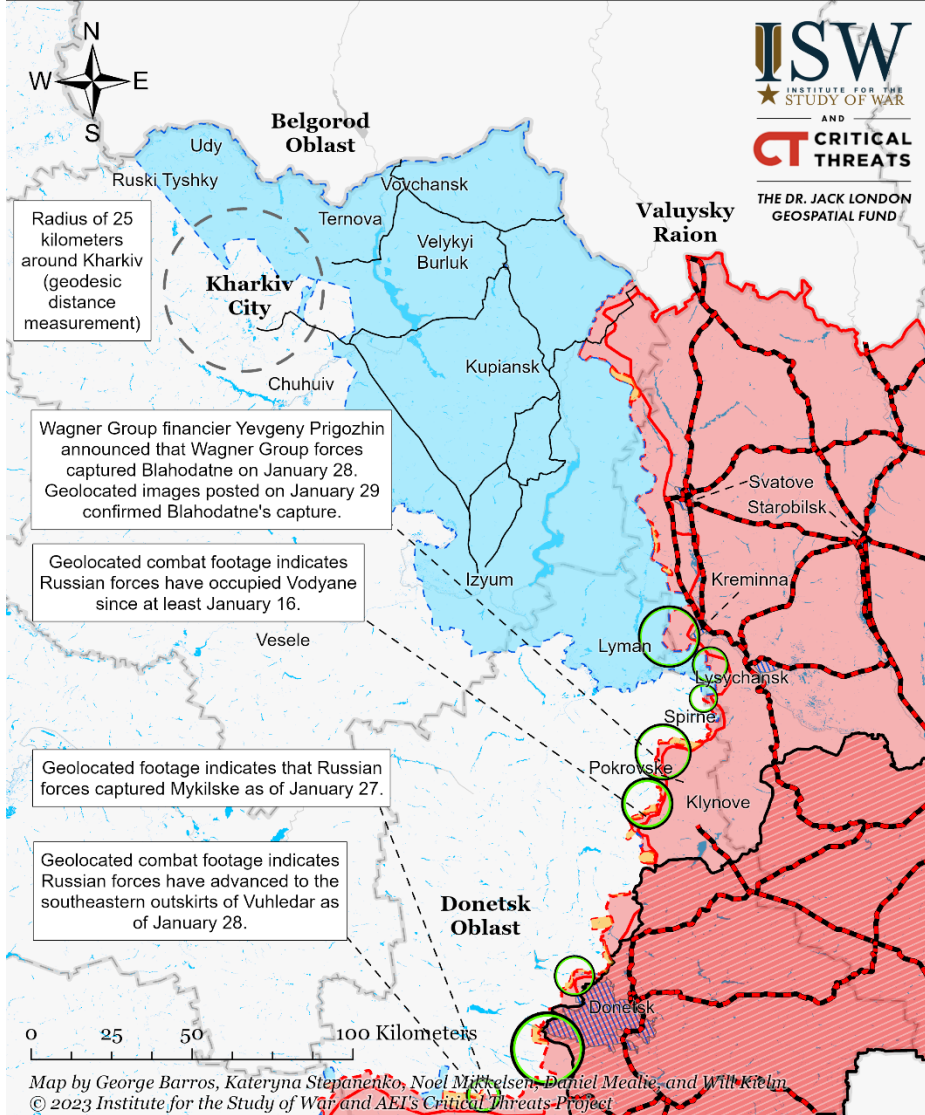 N
W E
S
ISW
INSTITUTE FOR THE
STUDY OF WAR
AND
CT CRITICAL
THREATS
THE DR. JACK LONDON
GEOSPATIAL FUND
Belgorod
Oblast
Udy
Ruski Tyshky
Vovchansk
Ternova
Velykyi
Burluk
Valuysky
Raion
Radius of 25
kilometers
around Kharkiv
(geodesic
distance
measurement)
Kharkiv
City
Kupiansk
Chuhuiv
Wagner Group financier Yevgeny Prigozhin
announced that Wagner Group forces
captured Blahodatne on January 28.
Geolocated images posted on January 29
confirmed Blahodatne's capture.
Svatove
Starobilsk
Geolocated combat footage indicates
Russian forces have occupied Vodyane
since at least January 16.
Izyum
Kreminna
Vesele
Lyman
Lysychansk
Spirne
Pokrovske
Klynove
Geolocated footage indicates that Russian
forces captured Mykilske as of January 27.
Geolocated combat footage indicates
Russian forces have advanced to the
southeastern outskirts of Vuhledar as
of January 28.
Donetsk
Oblast
Donetsk
0 25 50 100 Kilometers
Map by George Barros, Kateryna Stepanenko, Noel Mikkelsen, Daniel Mealie, and Will Kielm
© 2023 Institute for the Study of War and AEI's Critical Threats Project